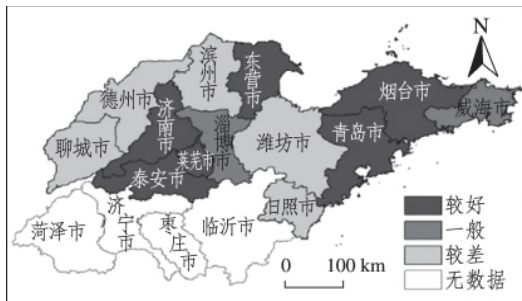 N
滨州市
东营市
德州市
济南市
淄博市
烟台市
威海市
聊城市
莱芜市
潍坊市
青岛市
泰安市
日照市
菏泽市
济宁市
枣庄市
临沂市
较好
一般
较差
无数据
0 100 km